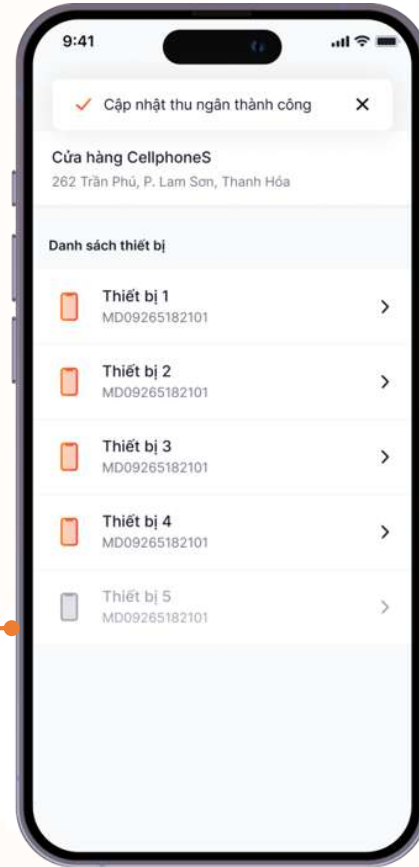 9:41
Cập nhật thu ngân thành công
Cửa hàng CellphoneS
262 Trần Phú, P. Lam Sơn, Thanh Hóa
Danh sách thiết bị
Thiết bị 1
MD09265182101
Thiết bị 2
MD09265182101
Thiết bị 3
MD09265182101
Thiết bị 4
MD09265182101
Thiết bị 5
MD09265182101